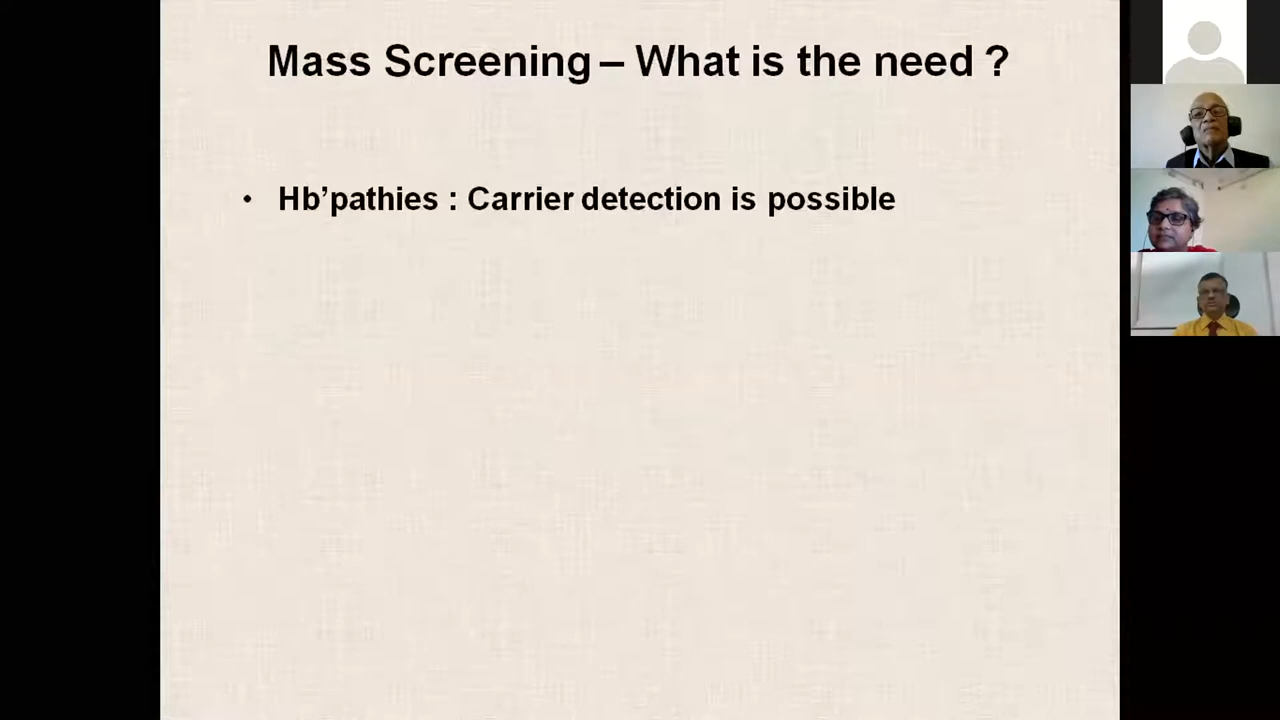 Mass Screening – What is the need ?
• Hb’pathies : Carrier detection is possible